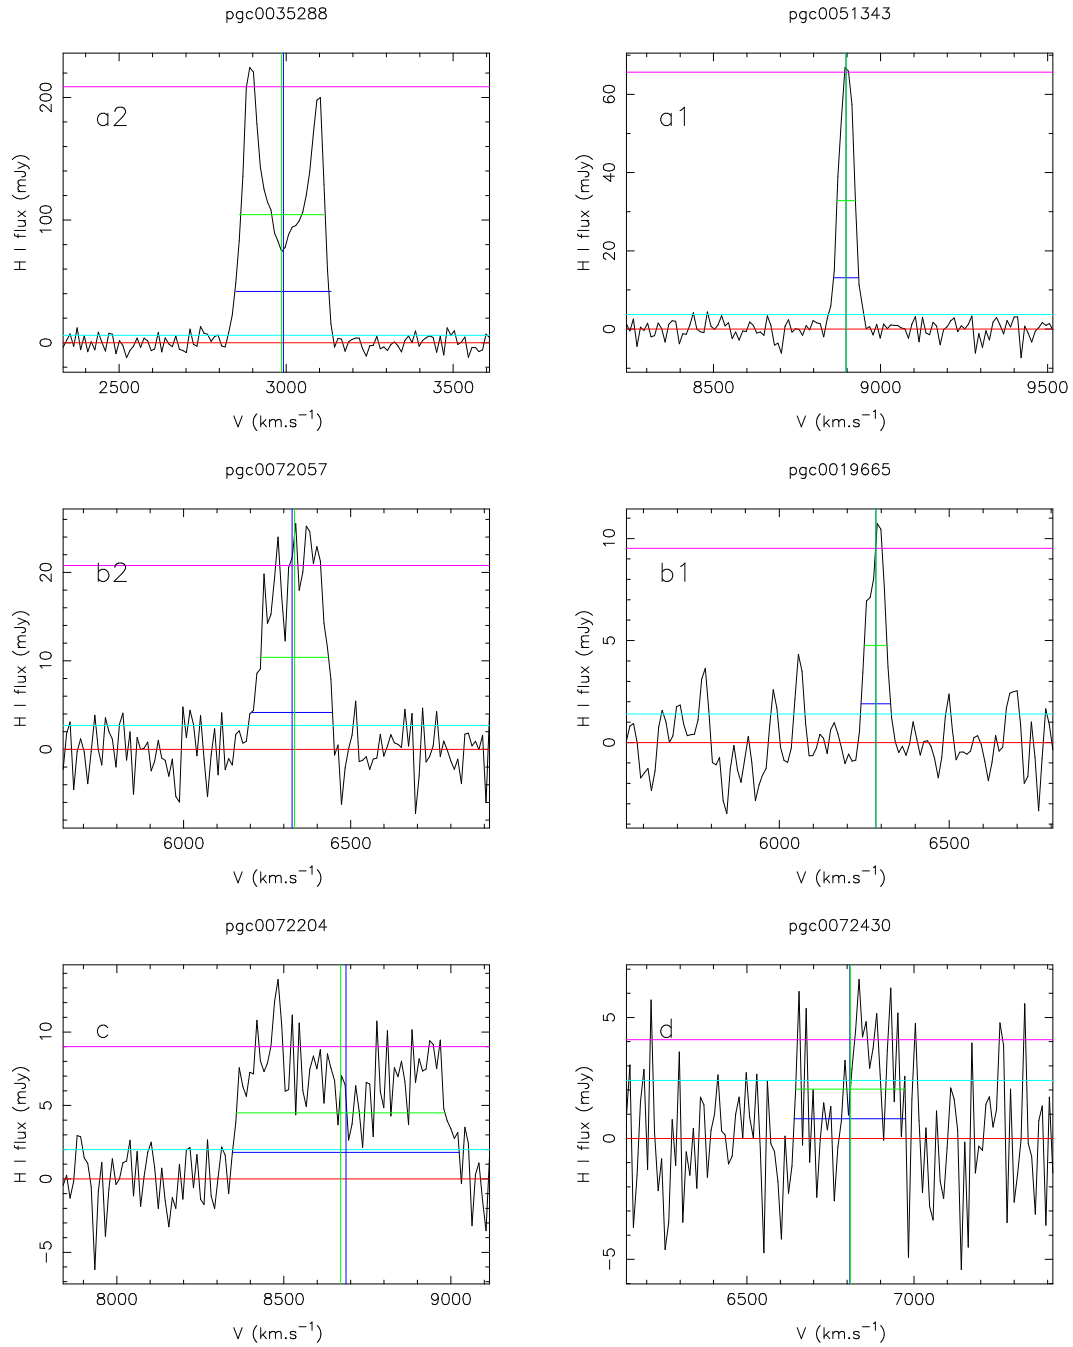 pgc0035288
a2
H I flux (mJy)
0 100 200
2500 3000 3500
V (km.s⁻¹)
pgc0051343
a1
H I flux (mJy)
0 20 40 60
8500 9000 9500
V (km.s⁻¹)
pgc0072057
b2
H I flux (mJy)
0 10 20
6000 6500
V (km.s⁻¹)
pgc0019665
b1
H I flux (mJy)
0 5 10
6000 6500
V (km.s⁻¹)
pgc0072204
c
H I flux (mJy)
−5 0 5 10
8000 8500 9000
V (km.s⁻¹)
pgc0072430
d
H I flux (mJy)
−5 0 5
6500 7000
V (km.s⁻¹)